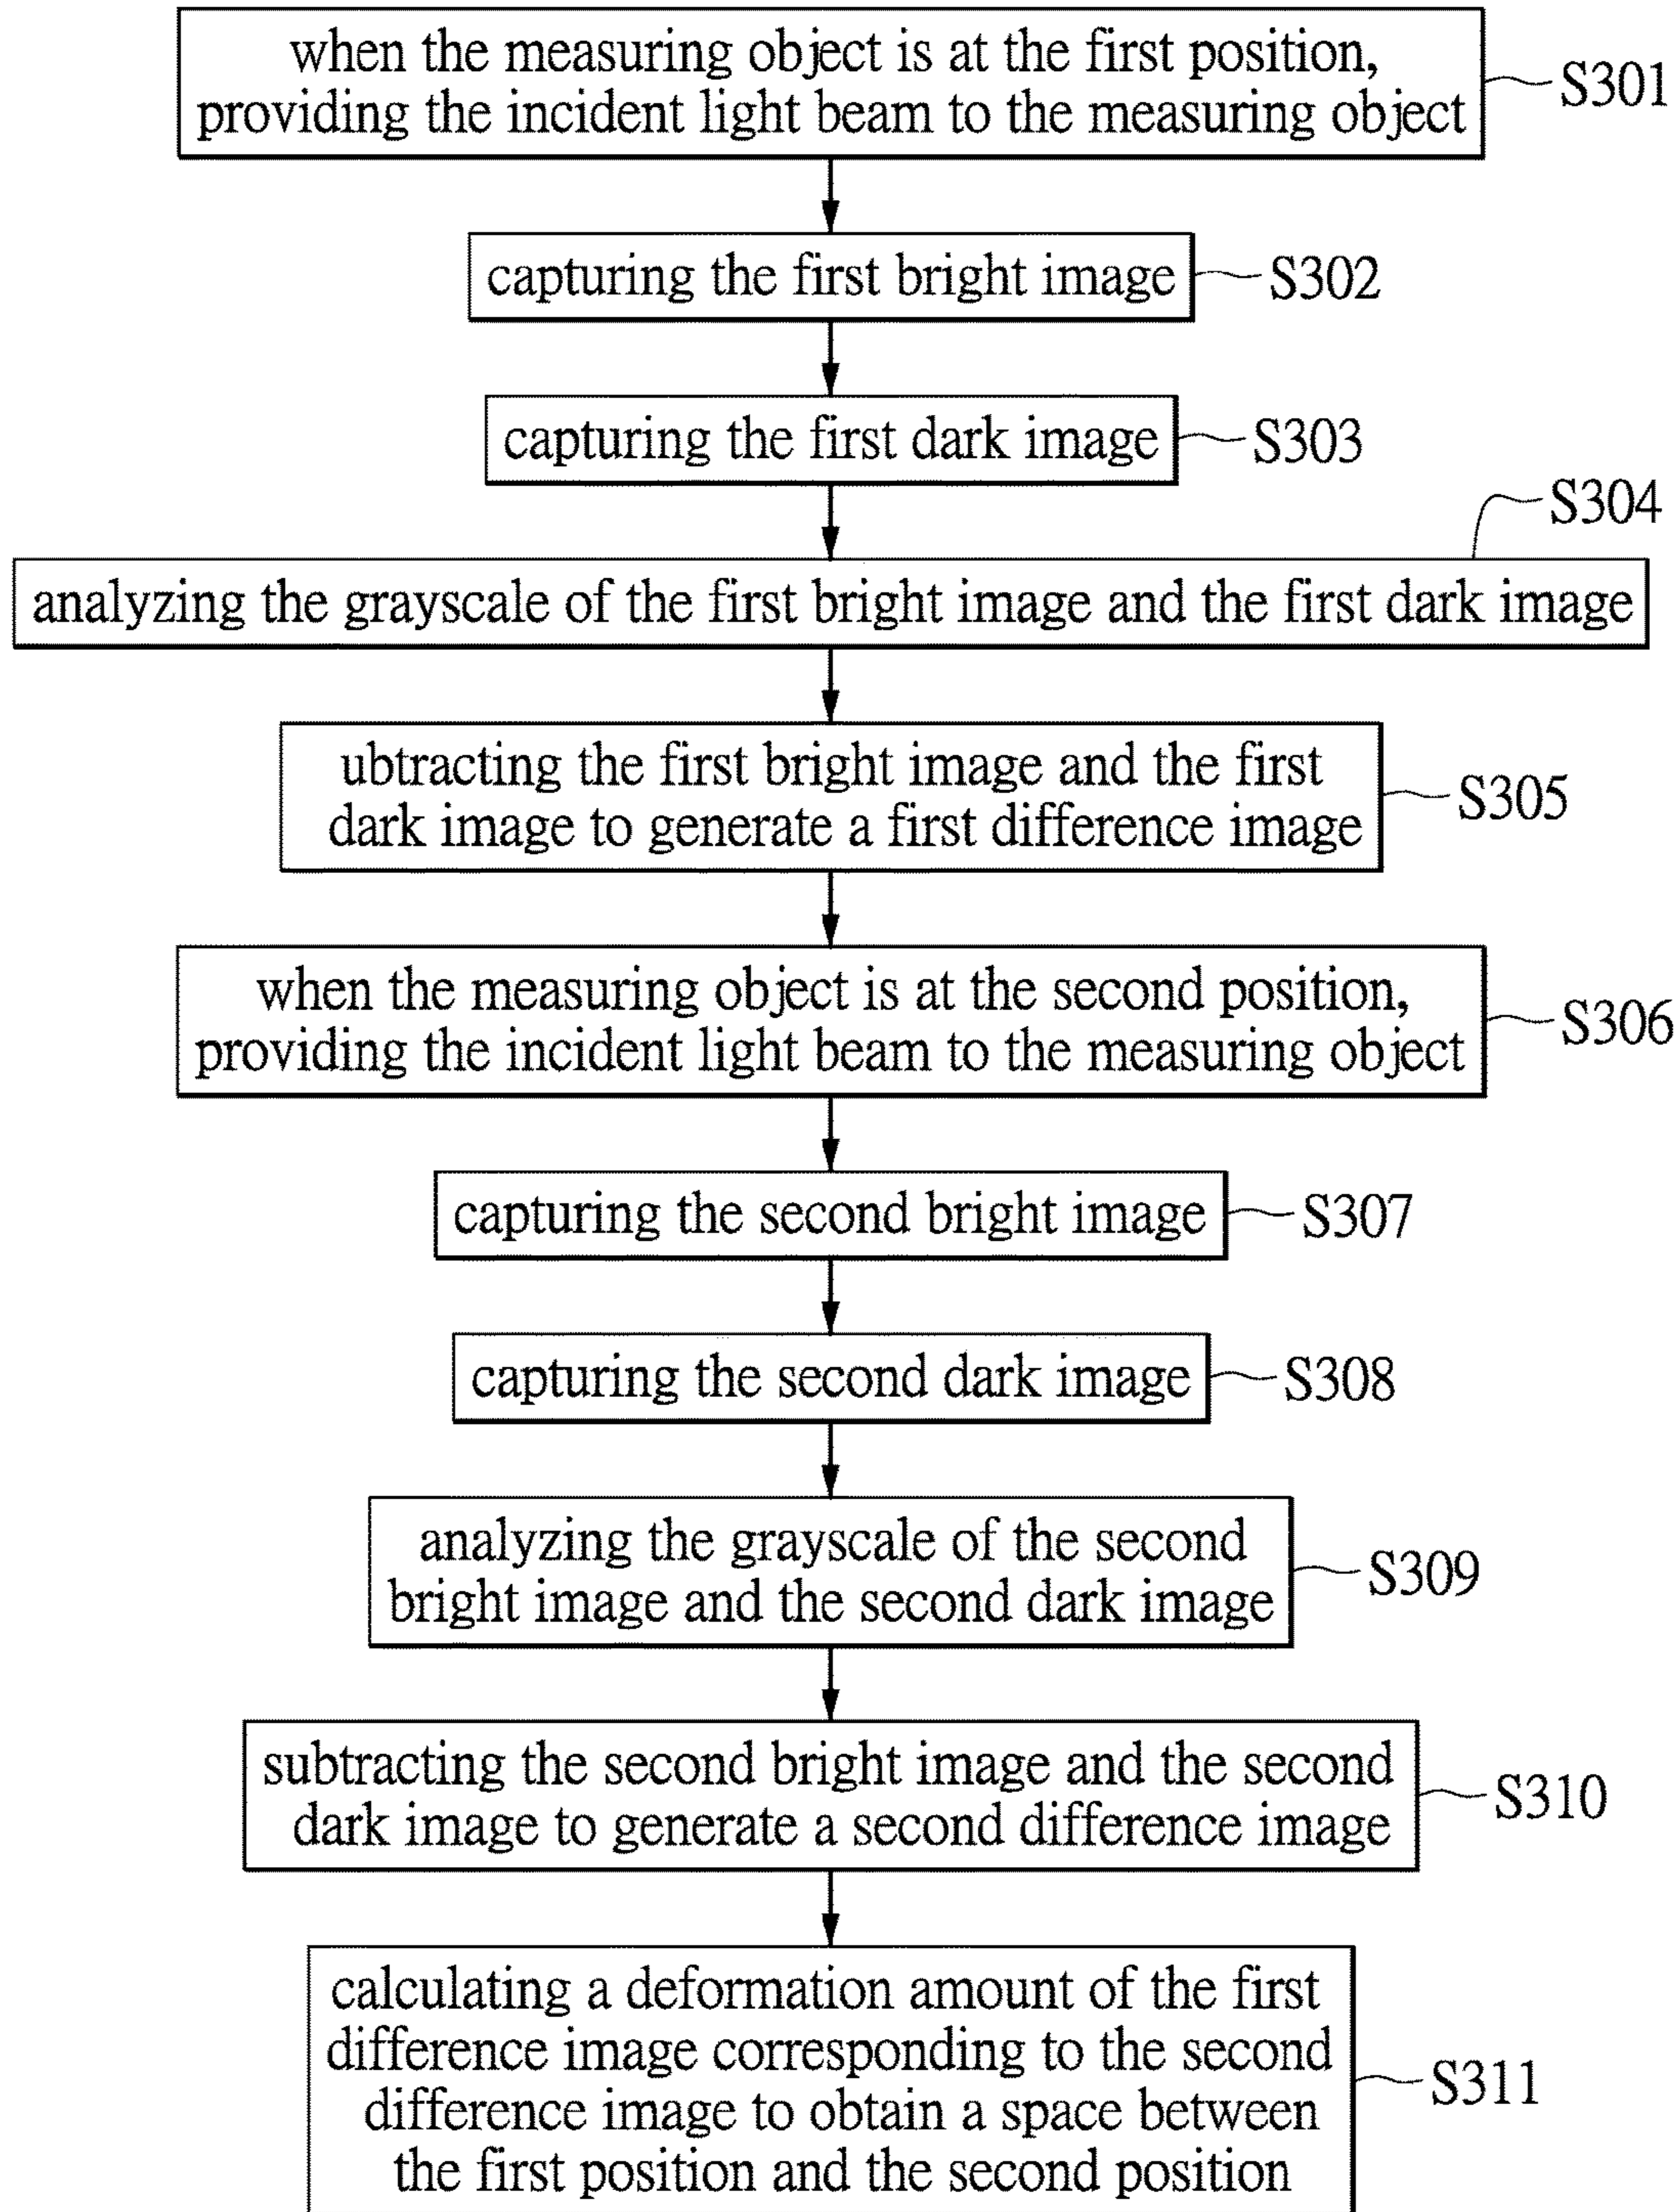 when the measuring object is at the first position,
providing the incident light beam to the measuring object
S301
capturing the first bright image
S302
capturing the first dark image
S303
S304
analyzing the grayscale of the first bright image and the first dark image
ubtracting the first bright image and the first
dark image to generate a first difference image
S305
when the measuring object is at the second position,
providing the incident light beam to the measuring object
S306
capturing the second bright image
S307
capturing the second dark image
S308
analyzing the grayscale of the second
bright image and the second dark image
S309
subtracting the second bright image and the second
dark image to generate a second difference image
S310
calculating a deformation amount of the first
difference image corresponding to the second
difference image to obtain a space between
the first position and the second position
S311